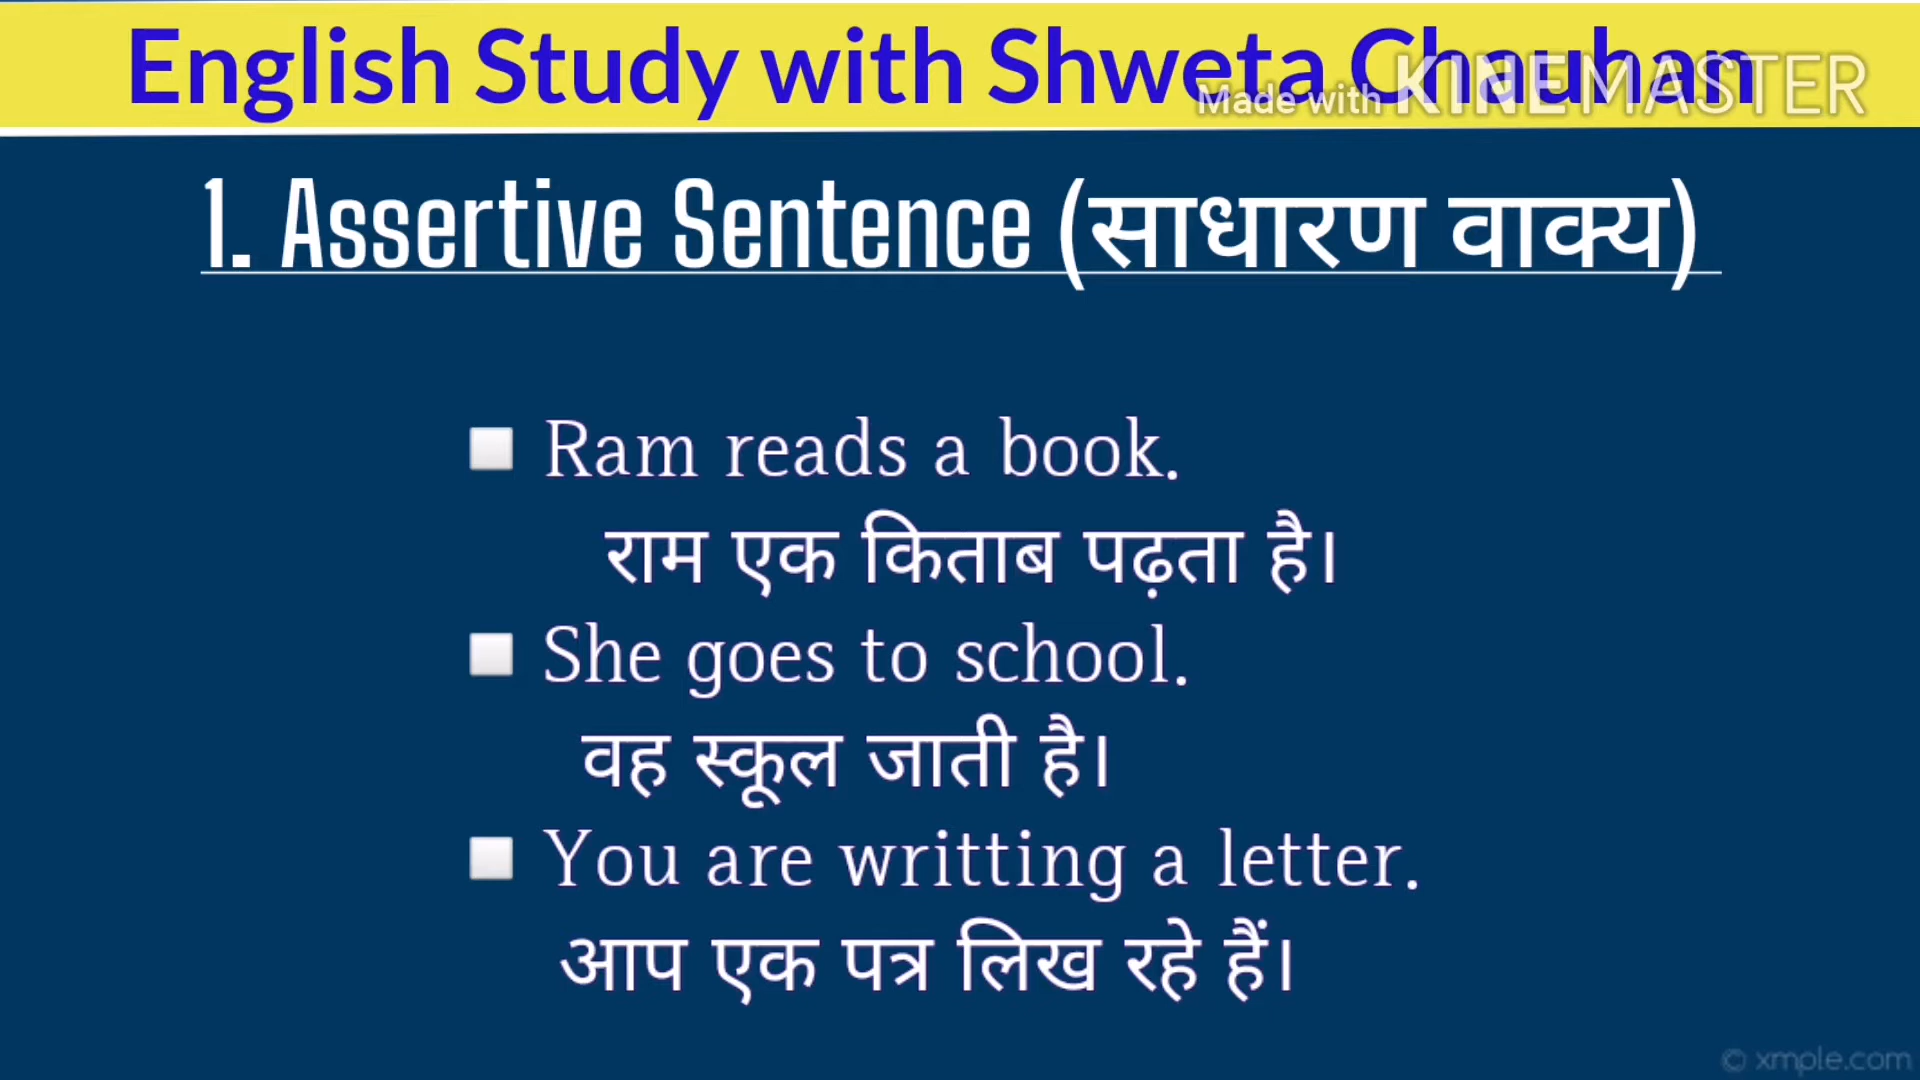 English Study with Shweta Chauhan
Made with KINEMASTER
1. Assertive Sentence (साधारण वाक्य)
Ram reads a book.
राम एक किताब पढ़ता है।
She goes to school.
वह स्कूल जाती है।
You are writting a letter.
आप एक पत्र लिख रहे हैं।
© xmple.com